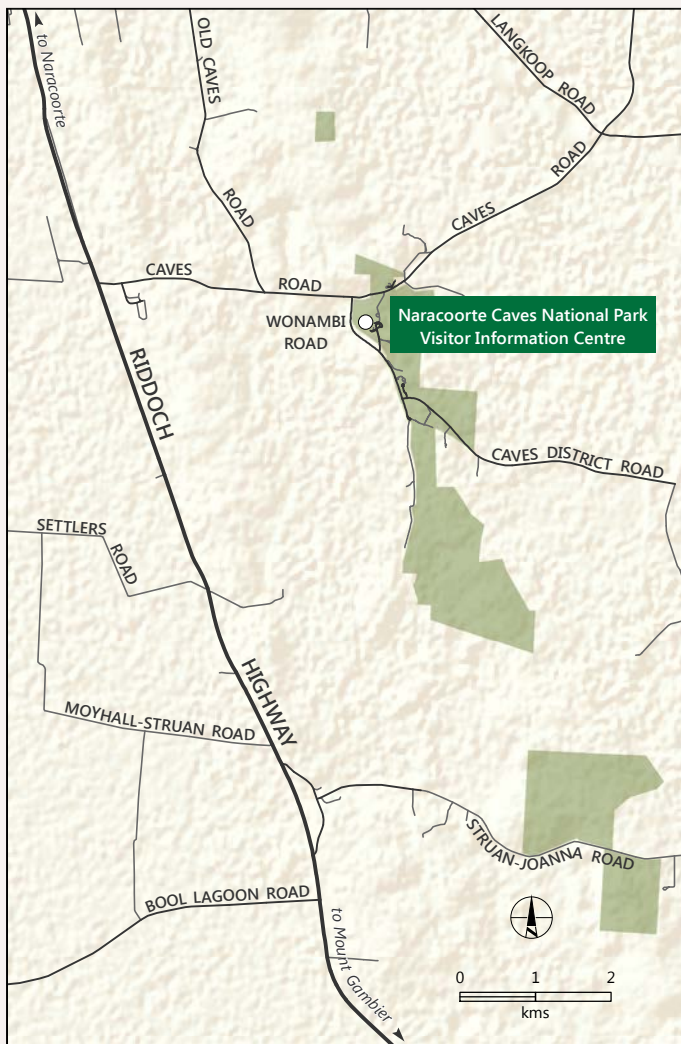 to Naracoorte
OLD CAVES
ROAD
LANGKOOP ROAD
CAVES
ROAD
CAVES
ROAD
WONAMBI
ROAD
Naracoorte Caves National Park
Visitor Information Centre
RIDDOCH
HIGHWAY
CAVES DISTRICT ROAD
SETTLERS
ROAD
MOYHALL-STRUAN ROAD
STRUAN-JOANNA ROAD
BOOL LAGOON ROAD
to Mount Gambier
0 1 2
kms